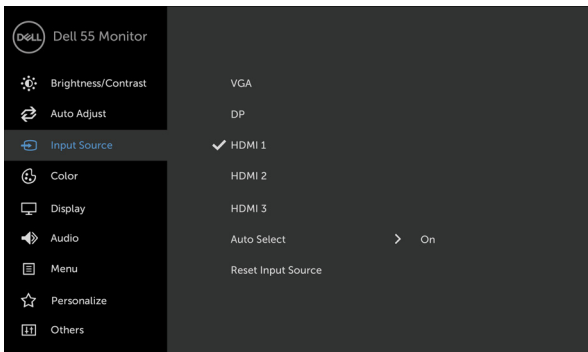 DELL Dell 55 Monitor
Brightness/Contrast
Auto Adjust
Input Source
Color
Display
Audio
Menu
Personalize
Others
VGA
DP
HDMI 1
HDMI 2
HDMI 3
Auto Select On
Reset Input Source